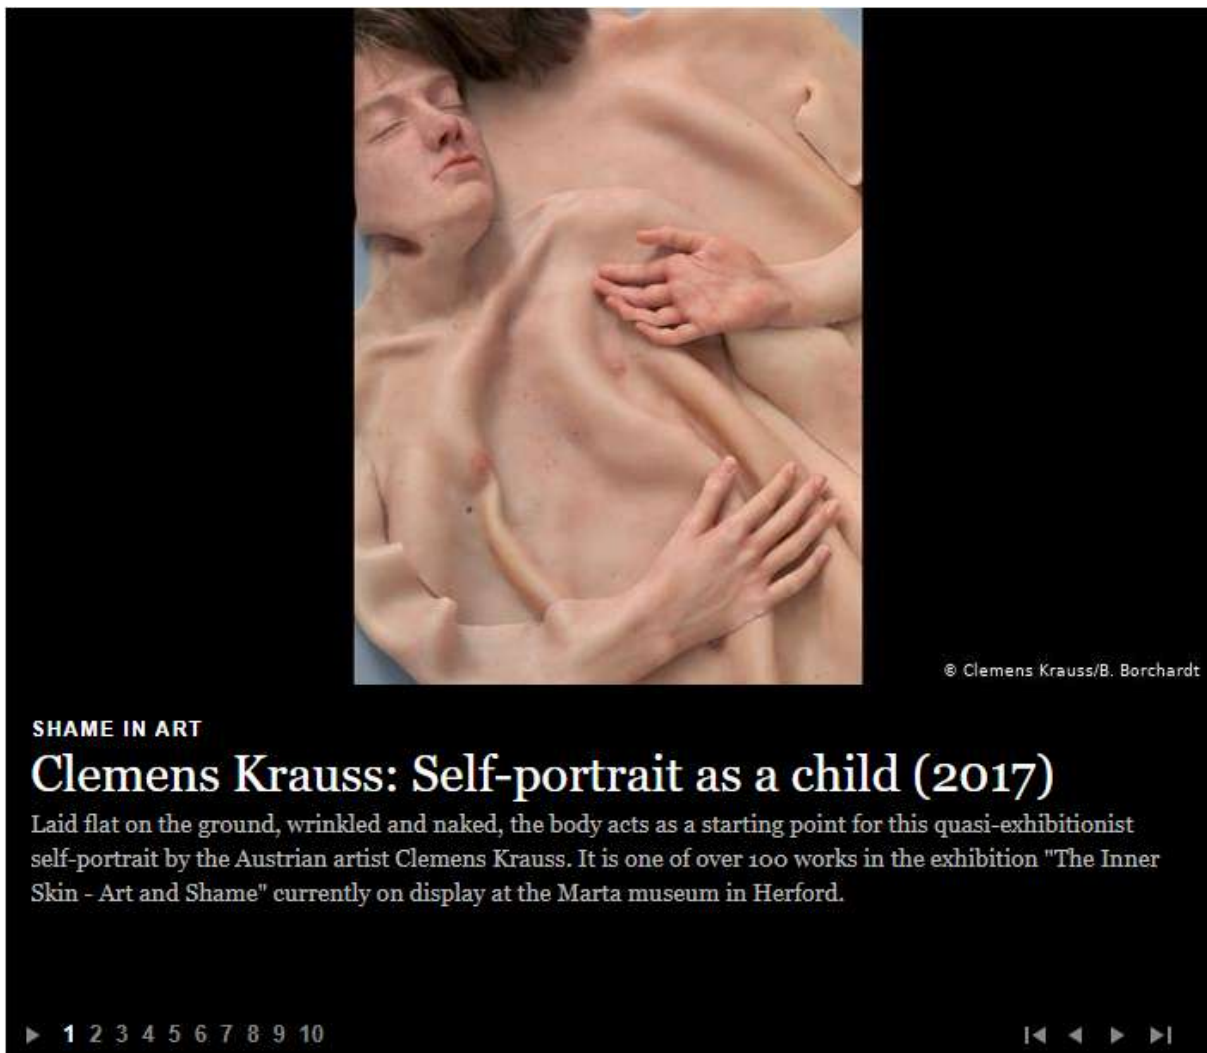 © Clemens Krauss/B. Borchardt
SHAME IN ART
Clemens Krauss: Self-portrait as a child (2017)
Laid flat on the ground, wrinkled and naked, the body acts as a starting point for this quasi-exhibitionist
self-portrait by the Austrian artist Clemens Krauss. It is one of over 100 works in the exhibition "The Inner
Skin - Art and Shame" currently on display at the Marta museum in Herford.
1 2 3 4 5 6 7 8 9 10